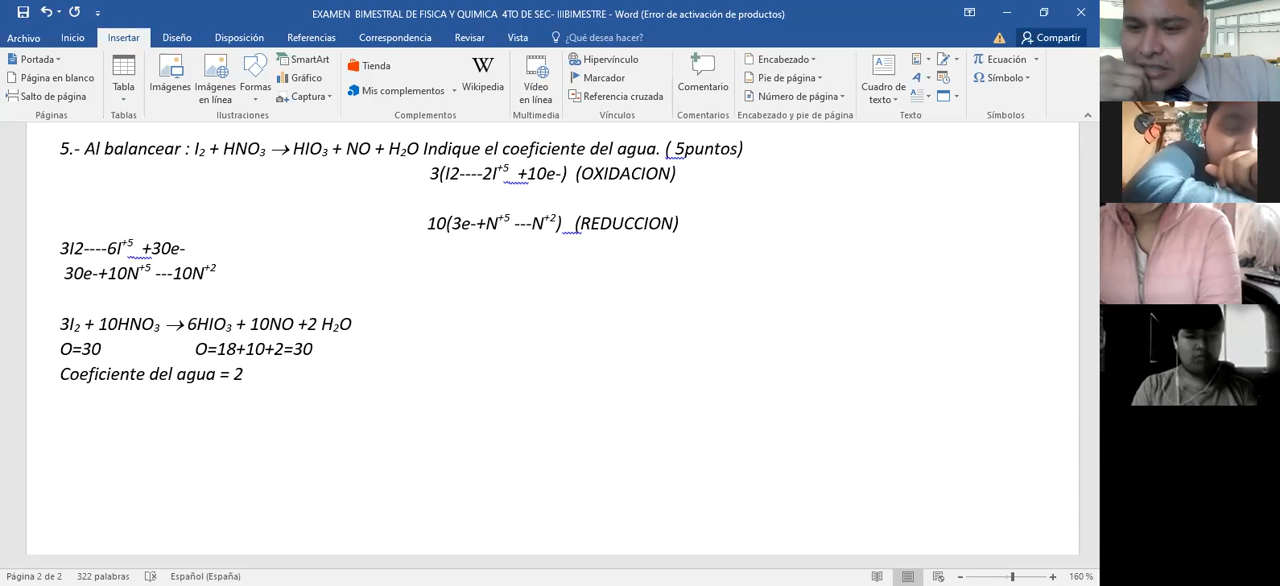 EXAMEN BIMESTRAL DE FISICA Y QUIMICA 4TO DE SEC- IIIBIMESTRE - Word (Error de activación de productos)
Archivo Inicio Insertar Diseño Disposición Referencias Correspondencia Revisar Vista ¿Qué desea hacer? Compartir
Portada
Página en blanco
Salto de página
Páginas
Tabla
Tablas
Imágenes
Imágenes en línea
Formas
SmartArt
Gráfico
Captura
Ilustraciones
Tienda
Mis complementos
Wikipedia
Complementos
Vídeo en línea
Multimedia
Hipervínculo
Marcador
Referencia cruzada
Vínculos
Comentario
Comentarios
Encabezado
Pie de página
Número de página
Encabezado y pie de página
Cuadro de texto
Texto
Ecuación
Símbolo
Símbolos
5.- Al balancear : I₂ + HNO₃ → HIO₃ + NO + H₂O Indique el coeficiente del agua. ( 5puntos)
3(I2----2I⁺⁵ +10e-) (OXIDACION)
10(3e-+N⁺⁵ ---N⁺²) (REDUCCION)
3I2----6I⁺⁵ +30e-
30e-+10N⁺⁵ ---10N⁺²
3I₂ + 10HNO₃ → 6HIO₃ + 10NO +2 H₂O
O=30 O=18+10+2=30
Coeficiente del agua = 2
Página 2 de 2 322 palabras Español (España) 160 %